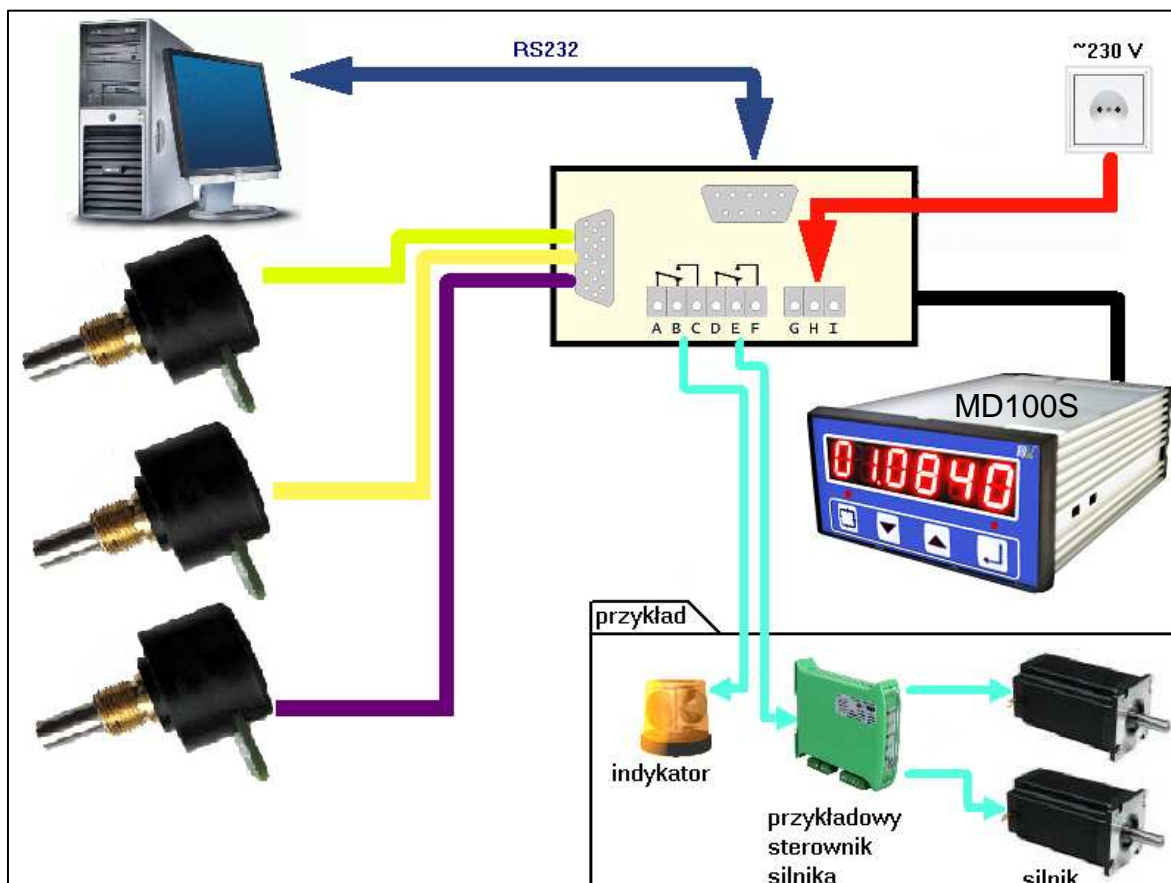 RS232
~230 V
A B C D E F
G H I
MD100S
01.0840
przykład
indykator
przykładowy
sterownik
silnika
silnik